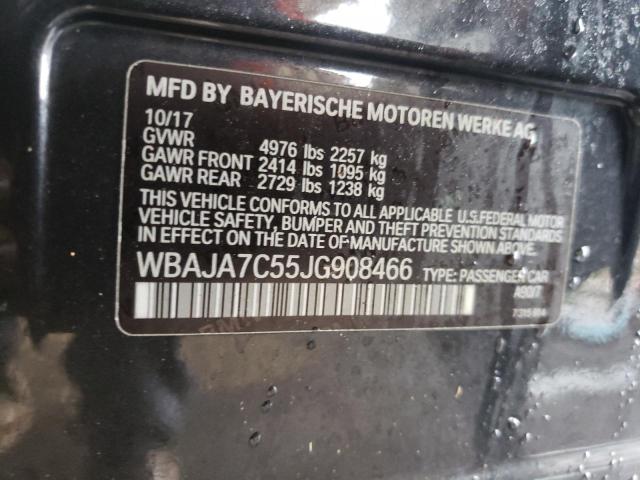 MFD BY BAYERISCHE MOTOREN WERKE AG
10/17
GVWR 4976 lbs 2257 kg
GAWR FRONT 2414 lbs 1095 kg
GAWR REAR 2729 lbs 1238 kg
THIS VEHICLE CONFORMS TO ALL APPLICABLE U.S.FEDERAL MOTOR
VEHICLE SAFETY, BUMPER AND THEFT PREVENTION STANDARDS
IN EFFECT ON THE DATE OF MANUFACTURE SHOWN ABOVE.
WBAJA7C55JG908466 TYPE: PASSENGER CAR
A90/7